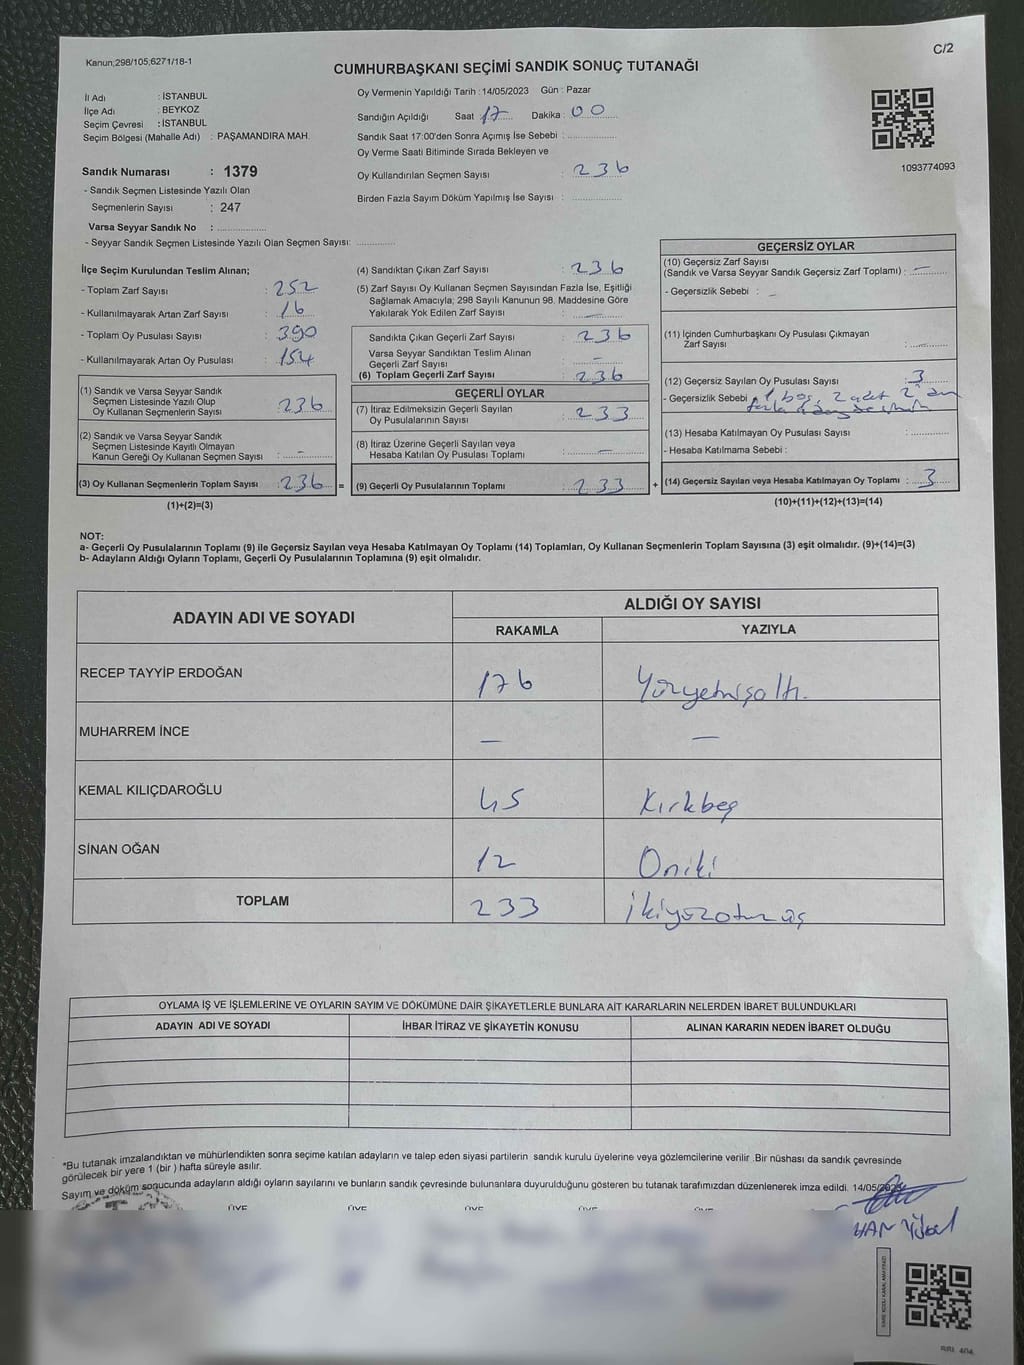 Kanun;298/105;6271/18-1
C/2
CUMHURBAŞKANI SEÇİMİ SANDIK SONUÇ TUTANAĞI
İl Adı : İSTANBUL
İlçe Adı : BEYKOZ
Seçim Çevresi : İSTANBUL
Seçim Bölgesi (Mahalle Adı) : PAŞAMANDIRA MAH.
Oy Vermenin Yapıldığı Tarih : 14/05/2023 Gün : Pazar
Sandığın Açıldığı Saat 17 Dakika : 00
Sandık Saat 17:00'den Sonra Açımış İse Sebebi :
Oy Verme Saati Bitiminde Sırada Bekleyen ve
Oy Kullandırılan Seçmen Sayısı : 236
Birden Fazla Sayım Döküm Yapılmış İse Sayısı :
1093774093
Sandık Numarası : 1379
- Sandık Seçmen Listesinde Yazılı Olan
Seçmenlerin Sayısı : 247
Varsa Seyyar Sandık No :
- Seyyar Sandık Seçmen Listesinde Yazılı Olan Seçmen Sayısı:
İlçe Seçim Kurulundan Teslim Alınan;
- Toplam Zarf Sayısı : 252
- Kullanılmayarak Artan Zarf Sayısı : 16
- Toplam Oy Pusulası Sayısı : 390
- Kullanılmayarak Artan Oy Pusulası : 154
(1) Sandık ve Varsa Seyyar Sandık
Seçmen Listesinde Yazılı Olup
Oy Kullanan Seçmenlerin Sayısı : 236
(2) Sandık ve Varsa Seyyar Sandık
Seçmen Listesinde Kayıtlı Olmayan
Kanun Gereği Oy Kullanan Seçmen Sayısı : -
(3) Oy Kullanan Seçmenlerin Toplam Sayısı : 236 =
(1)+(2)=(3)
(4) Sandıktan Çıkan Zarf Sayısı : 236
(5) Zarf Sayısı Oy Kullanan Seçmen Sayısından Fazla İse, Eşitliği
Sağlamak Amacıyla; 298 Sayılı Kanunun 98. Maddesine Göre
Yakılarak Yok Edilen Zarf Sayısı : -
Sandıkta Çıkan Geçerli Zarf Sayısı : 236
Varsa Seyyar Sandıktan Teslim Alınan
Geçerli Zarf Sayısı : -
(6) Toplam Geçerli Zarf Sayısı : 236
GEÇERLİ OYLAR
(7) İtiraz Edilmeksizin Geçerli Sayılan
Oy Pusulalarının Sayısı : 233
(8) İtiraz Üzerine Geçerli Sayılan veya
Hesaba Katılan Oy Pusulası Toplamı : -
(9) Geçerli Oy Pusulalarının Toplamı : 233 +
GEÇERSİZ OYLAR
(10) Geçersiz Zarf Sayısı
(Sandık ve Varsa Seyyar Sandık Geçersiz Zarf Toplamı) : -
- Geçersizlik Sebebi : -
(11) İçinden Cumhurbaşkanı Oy Pusulası Çıkmayan
Zarf Sayısı :
(12) Geçersiz Sayılan Oy Pusulası Sayısı : 3
- Geçersizlik Sebebi : 1 boş, 2 adet
fazla
(13) Hesaba Katılmayan Oy Pusulası Sayısı :
- Hesaba Katılmama Sebebi :
(14) Geçersiz Sayılan veya Hesaba Katılmayan Oy Toplamı : 3
(10)+(11)+(12)+(13)=(14)
NOT:
a- Geçerli Oy Pusulalarının Toplamı (9) ile Geçersiz Sayılan veya Hesaba Katılmayan Oy Toplamı (14) Toplamları, Oy Kullanan Seçmenlerin Toplam Sayısına (3) eşit olmalıdır. (9)+(14)=(3)
b- Adayların Aldığı Oyların Toplamı, Geçerli Oy Pusulalarının Toplamına (9) eşit olmalıdır.
ADAYIN ADI VE SOYADI
ALDIĞI OY SAYISI
RAKAMLA YAZIYLA
RECEP TAYYİP ERDOĞAN 176 Yüzyetmişaltı.
MUHARREM İNCE - -
KEMAL KILIÇDAROĞLU 45 Kırkbeş
SİNAN OĞAN 12 Oniki
TOPLAM 233 ikiyüzotuzüç
OYLAMA İŞ VE İŞLEMLERİNE VE OYLARIN SAYIM VE DÖKÜMÜNE DAİR ŞİKAYETLERLE BUNLARA AİT KARARLARIN NELERDEN İBARET BULUNDUKLARI
ADAYIN ADI VE SOYADI İHBAR İTİRAZ VE ŞİKAYETİN KONUSU ALINAN KARARIN NEDEN İBARET OLDUĞU
*Bu tutanak imzalandıktan ve mühürlendikten sonra seçime katılan adayların ve talep eden siyasi partilerin sandık kurulu üyelerine veya gözlemcilerine verilir .Bir nüshası da sandık çevresinde
görülecek bir yere 1 (bir ) hafta süreyle asılır.
Sayım ve döküm sonucunda adayların aldığı oyların sayılarını ve bunların sandık çevresinde bulunanlara duyurulduğunu gösteren bu tutanak tarafımızdan düzenlenerek imza edildi. 14/05/2023
ÜYE ÜYE ÜYE ÜYE